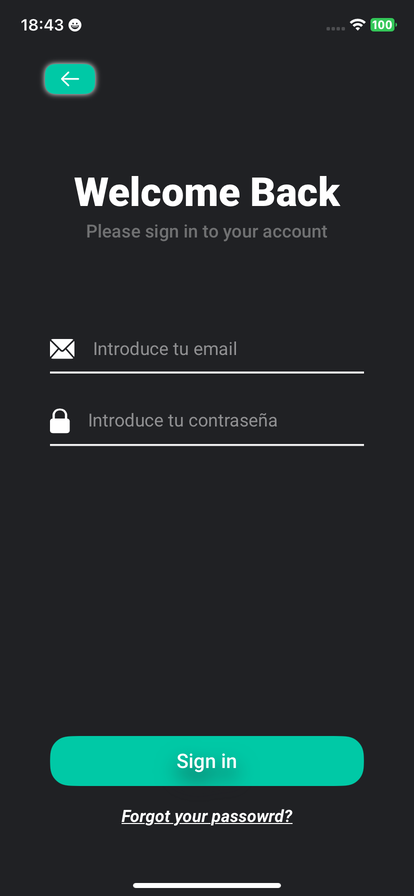 18:43
100
Welcome Back
Please sign in to your account
Introduce tu email
Introduce tu contraseña
Sign in
Forgot your passowrd?